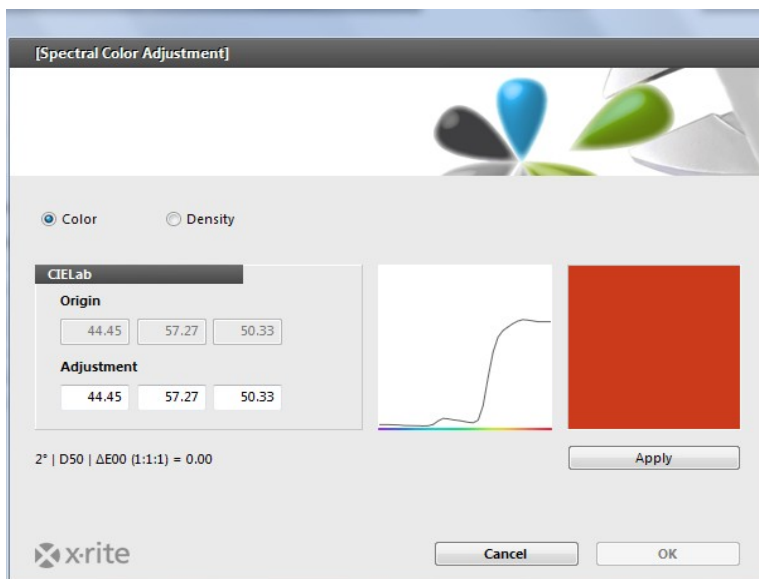 [Spectral Color Adjustment]
Color Density
CIELab
Origin
44.45 57.27 50.33
Adjustment
44.45 57.27 50.33
2° | D50 | ΔE00 (1:1:1) = 0.00
Apply
x·rite
Cancel OK